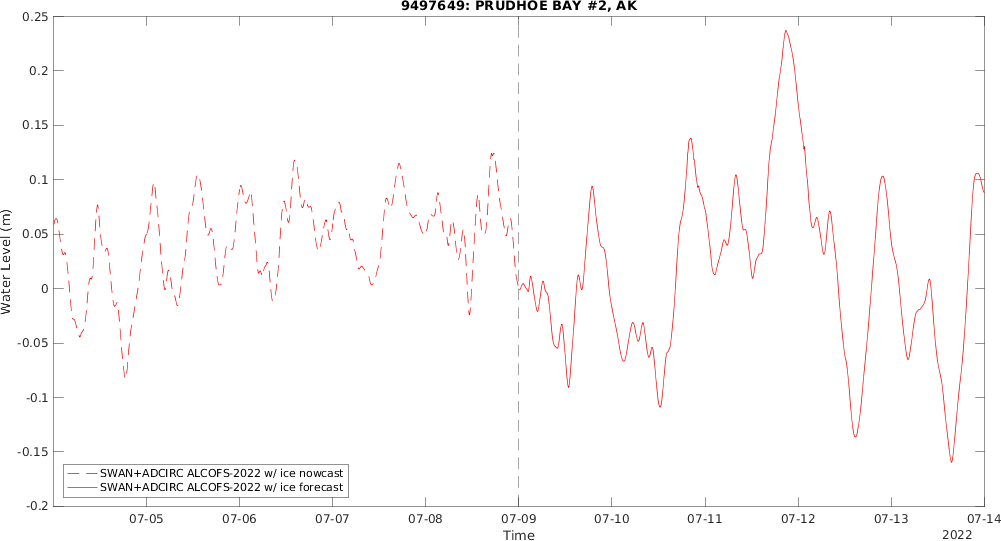 9497649: PRUDHOE BAY #2, AK
0.25
0.2
0.15
0.1
0.05
0
-0.05
-0.1
-0.15
-0.2
Water Level (m)
SWAN+ADCIRC ALCOFS-2022 w/ ice nowcast
SWAN+ADCIRC ALCOFS-2022 w/ ice forecast
07-05 07-06 07-07 07-08 07-09 07-10 07-11 07-12 07-13 07-14
Time
2022